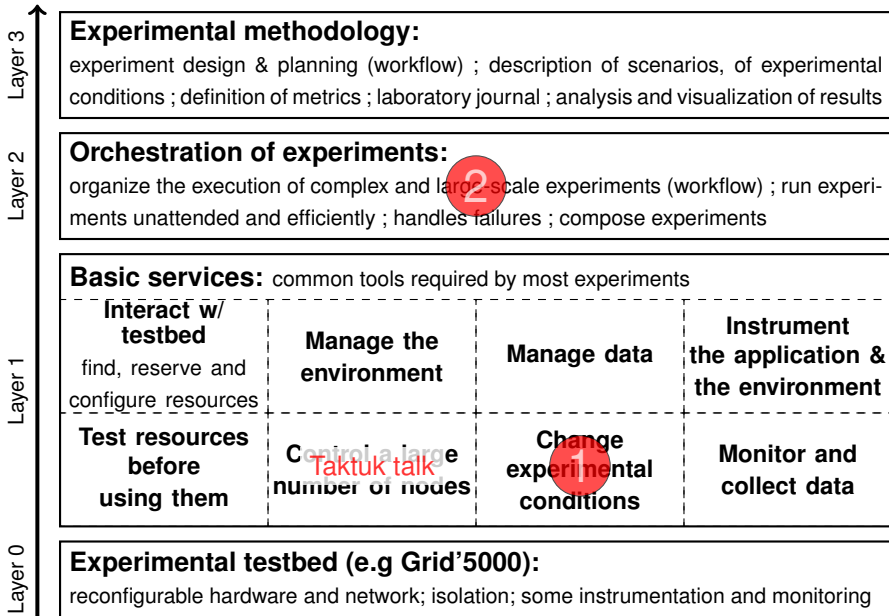 Layer 3
Experimental methodology:
experiment design & planning (workflow) ; description of scenarios, of experimental
conditions ; definition of metrics ; laboratory journal ; analysis and visualization of results
Layer 2
Orchestration of experiments:
2
organize the execution of complex and large-scale experiments (workflow) ; run experi-
ments unattended and efficiently ; handles failures ; compose experiments
Layer 1
Basic services: common tools required by most experiments
Interact w/
testbed
find, reserve and
configure resources
Manage the
environment
Manage data
Instrument
the application &
the environment
Test resources
before
using them
Control a large
number of nodes
Taktuk talk
Change
experimental
conditions
1
Monitor and
collect data
Layer 0
Experimental testbed (e.g Grid'5000):
reconfigurable hardware and network; isolation; some instrumentation and monitoring